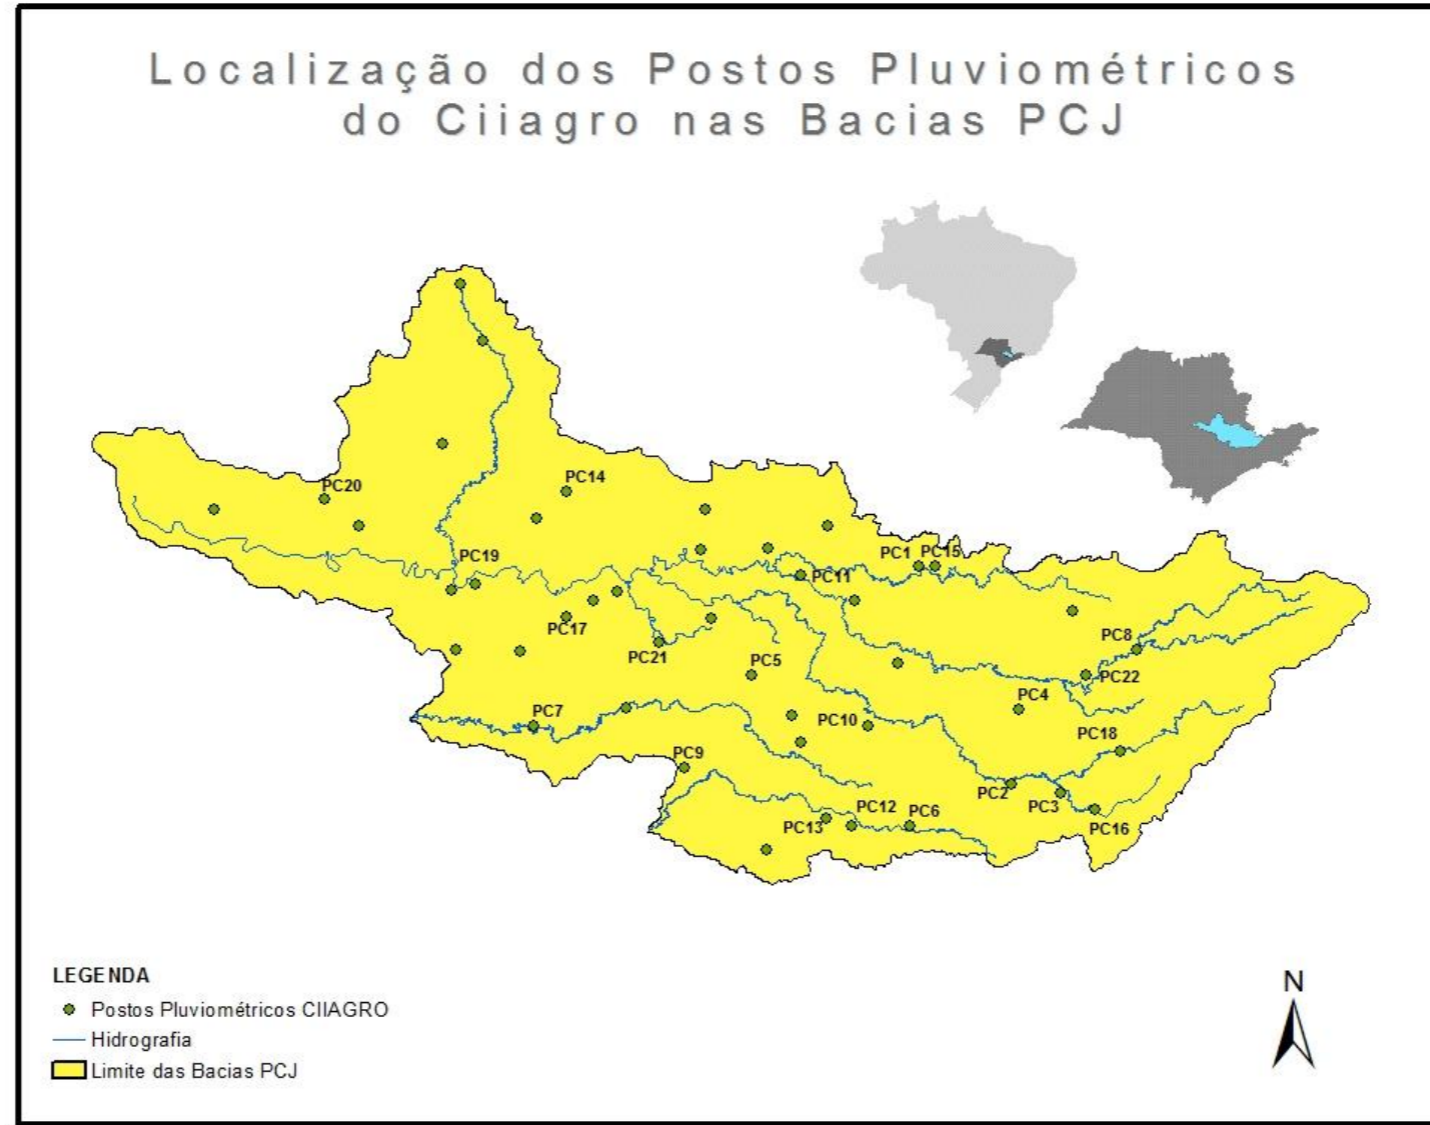 Localização dos Postos Pluviométricos
do Ciiagro nas Bacias PCJ
PC20
PC14
PC19
PC1
PC15
PC11
PC17
PC21
PC8
PC5
PC22
PC4
PC7
PC10
PC18
PC9
PC2
PC3
PC12
PC6
PC13
PC16
LEGENDA
Postos Pluviométricos CIIAGRO
Hidrografia
Limite das Bacias PCJ
N